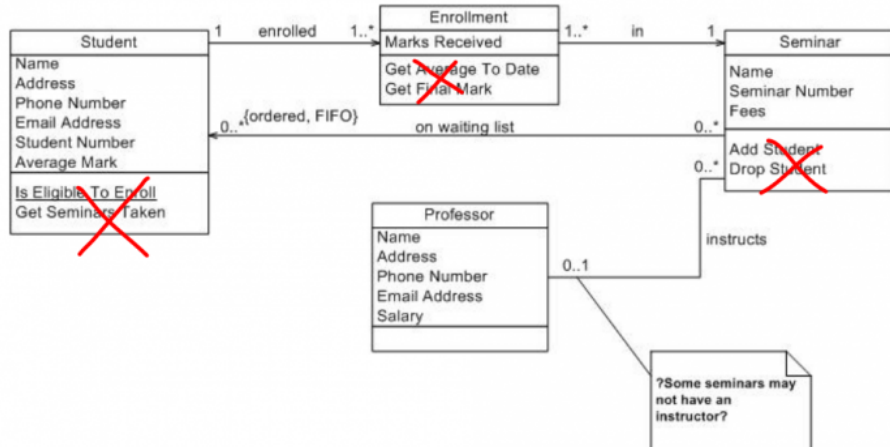 Student
Name
Address
Phone Number
Email Address
Student Number
Average Mark
Is Eligible To Enroll
Get Seminars Taken
1 enrolled 1..*
Enrollment
Marks Received
Get Average To Date
Get Final Mark
1..* in 1
Seminar
Name
Seminar Number
Fees
Add Student
Drop Student
0..* {ordered, FIFO}
on waiting list
0..*
0..*
instructs
Professor
Name
Address
Phone Number
Email Address
Salary
0..1
?Some seminars may
not have an
instructor?